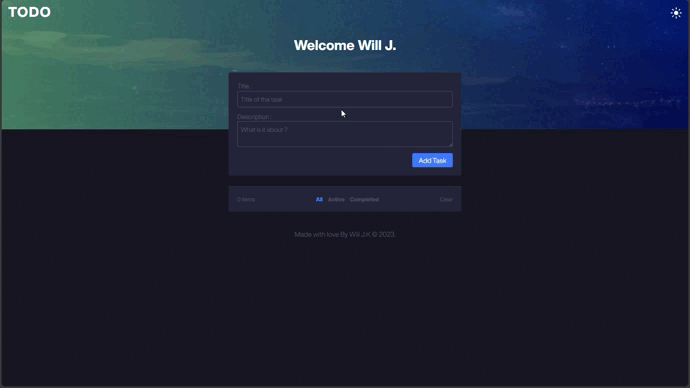 TODO
Welcome Will J.
Title
Title of the task
Description
What is it about ?
Add Task
0 items All Active Completed Clear
Made with love By Will J.K © 2023.